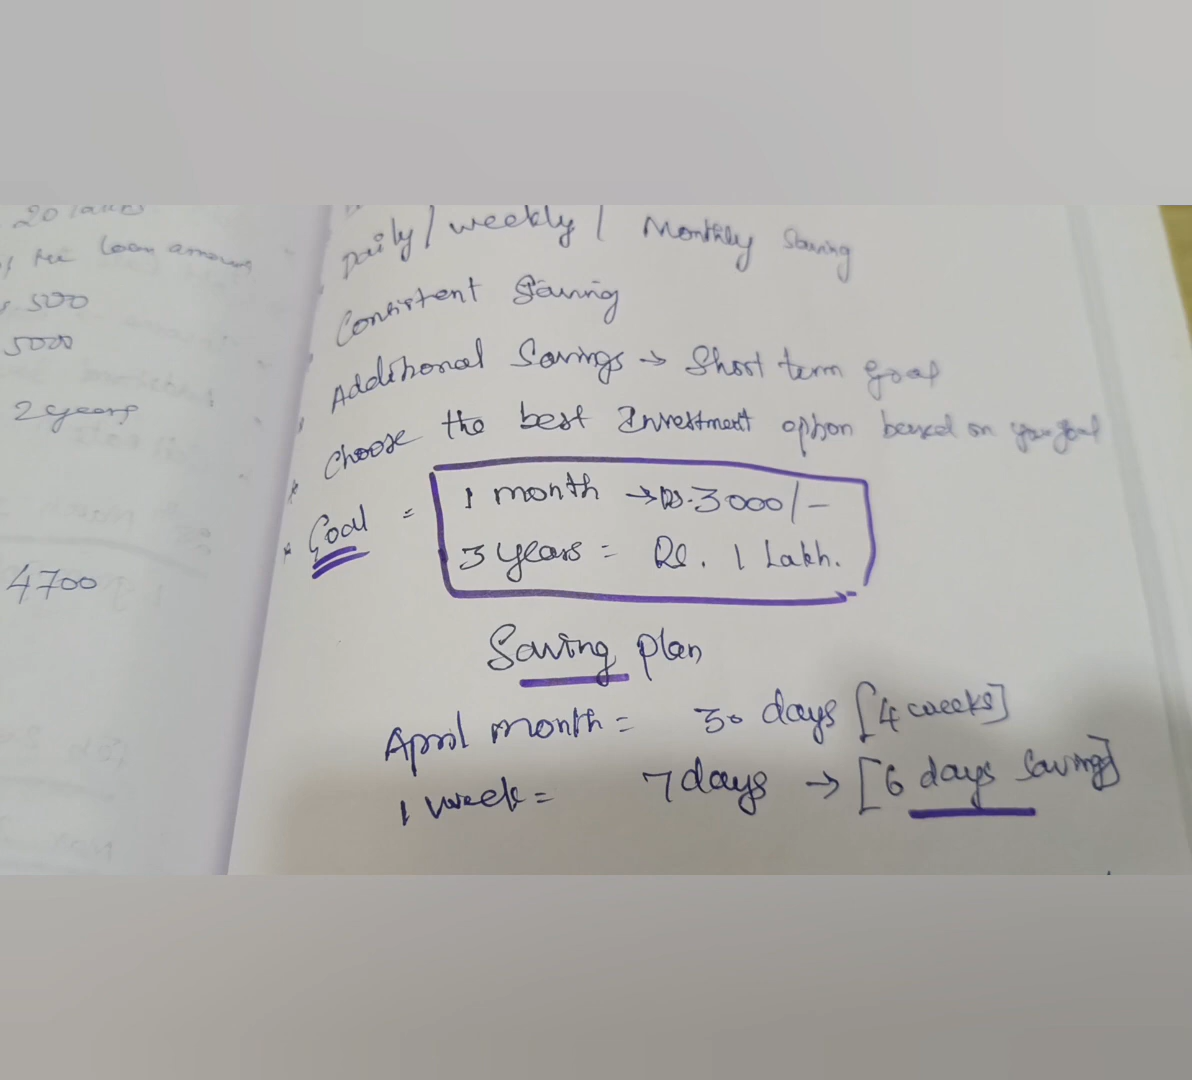 20 lakhs
loan amount
500
5000
2 years
4700
Daily / weekly / Monthly Saving
Consistent Saving
Additional Savings → Short term goal
* Choose the best Investment option based on your goal
* Goal = 1 month → Rs. 3000/-
3 years = Rs. 1 Lakh.
Saving plan
April month = 30 days [4 weeks]
1 week = 7 days → [6 days Saving]